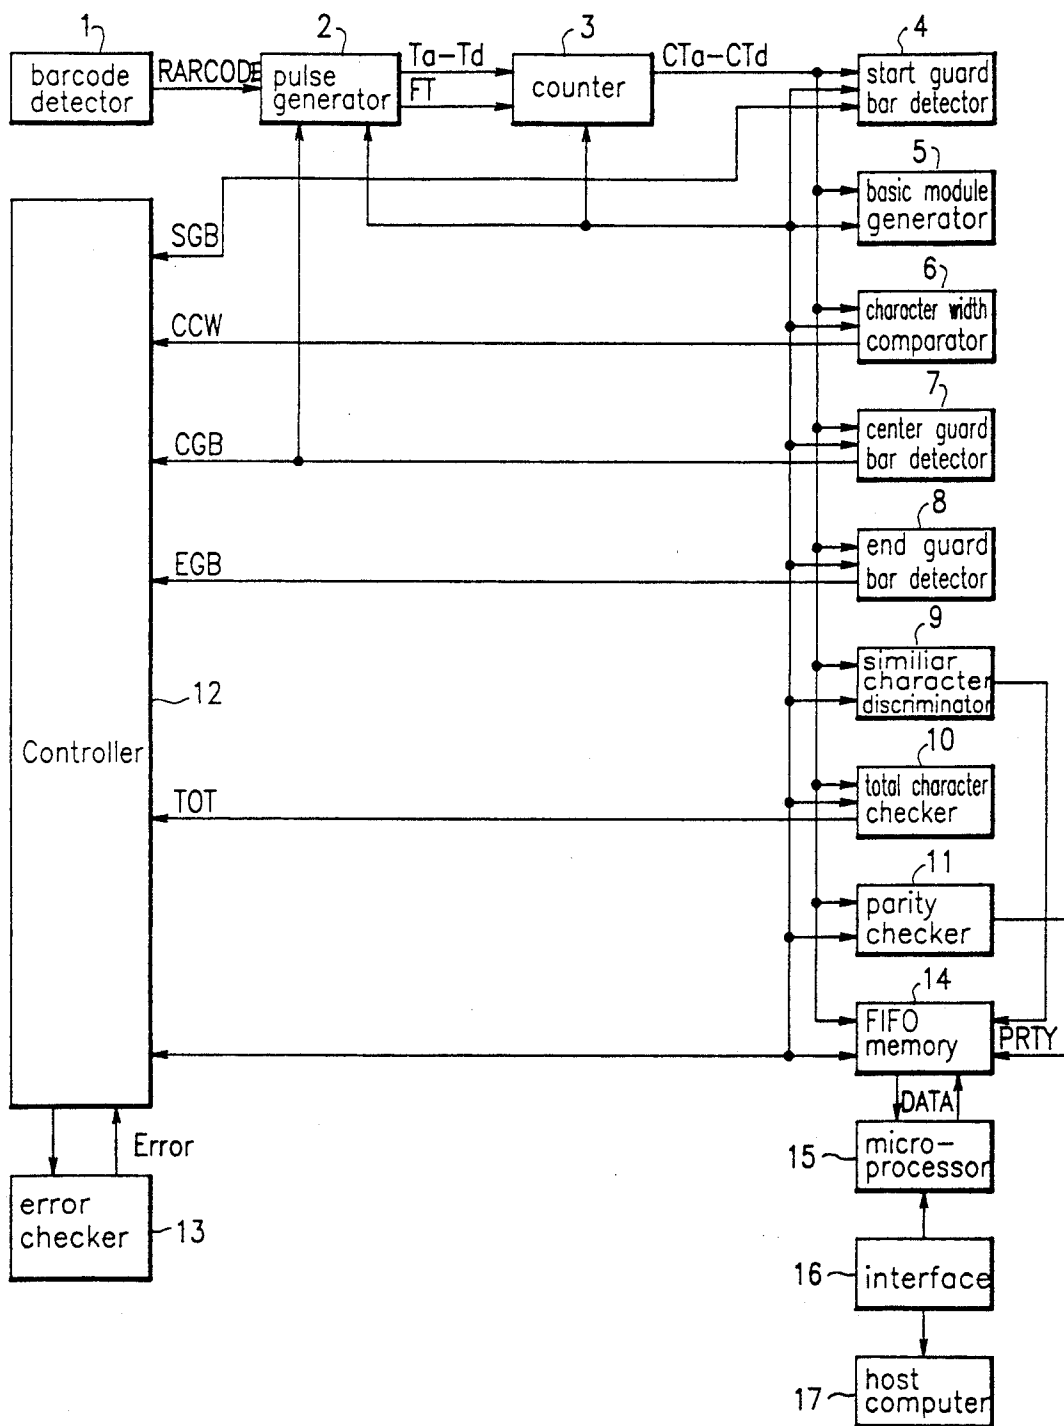 1
2
3
4
barcode
detector
RARCODE
pulse
generator
Ta-Td
FT
counter
CTa-CTd
start guard
bar detector
5
basic module
generator
SGB
6
character width
comparator
CCW
7
center guard
bar detector
CGB
8
end guard
bar detector
EGB
9
similiar
character
discriminator
12
Controller
10
total character
checker
TOT
11
parity
checker
14
FIFO
memory
PRTY
DATA
Error
15
micro-
processor
error
checker
13
16
interface
17
host
computer